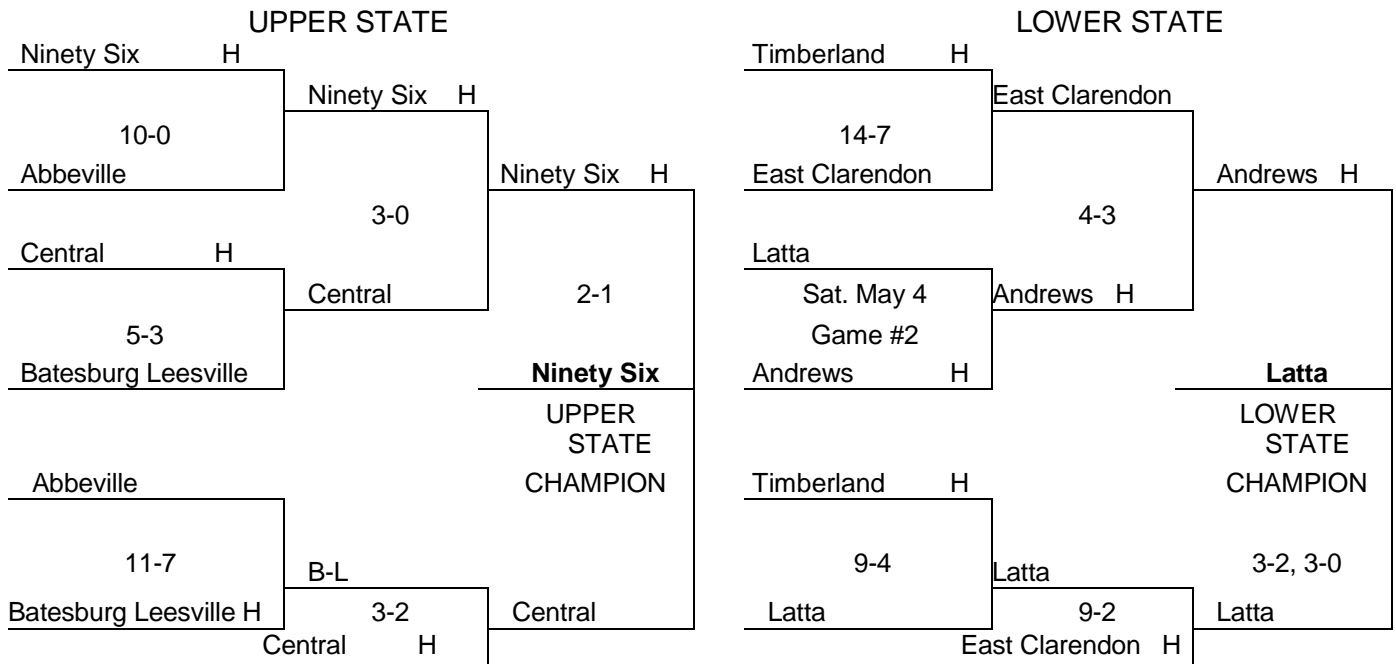 UPPER STATE
Ninety Six H
Ninety Six H
10-0
Abbeville
Ninety Six H
3-0
Central H
Central
2-1
5-3
Batesburg Leesville
Ninety Six
UPPER
STATE
CHAMPION
Abbeville
11-7
B-L
Batesburg Leesville H
3-2
Central
Central H
LOWER STATE
Timberland H
East Clarendon
14-7
East Clarendon
Andrews H
4-3
Latta
Sat. May 4
Andrews H
Game #2
Andrews H
Latta
LOWER
STATE
CHAMPION
Timberland H
9-4
Latta
3-2, 3-0
Latta
9-2
Latta
East Clarendon H